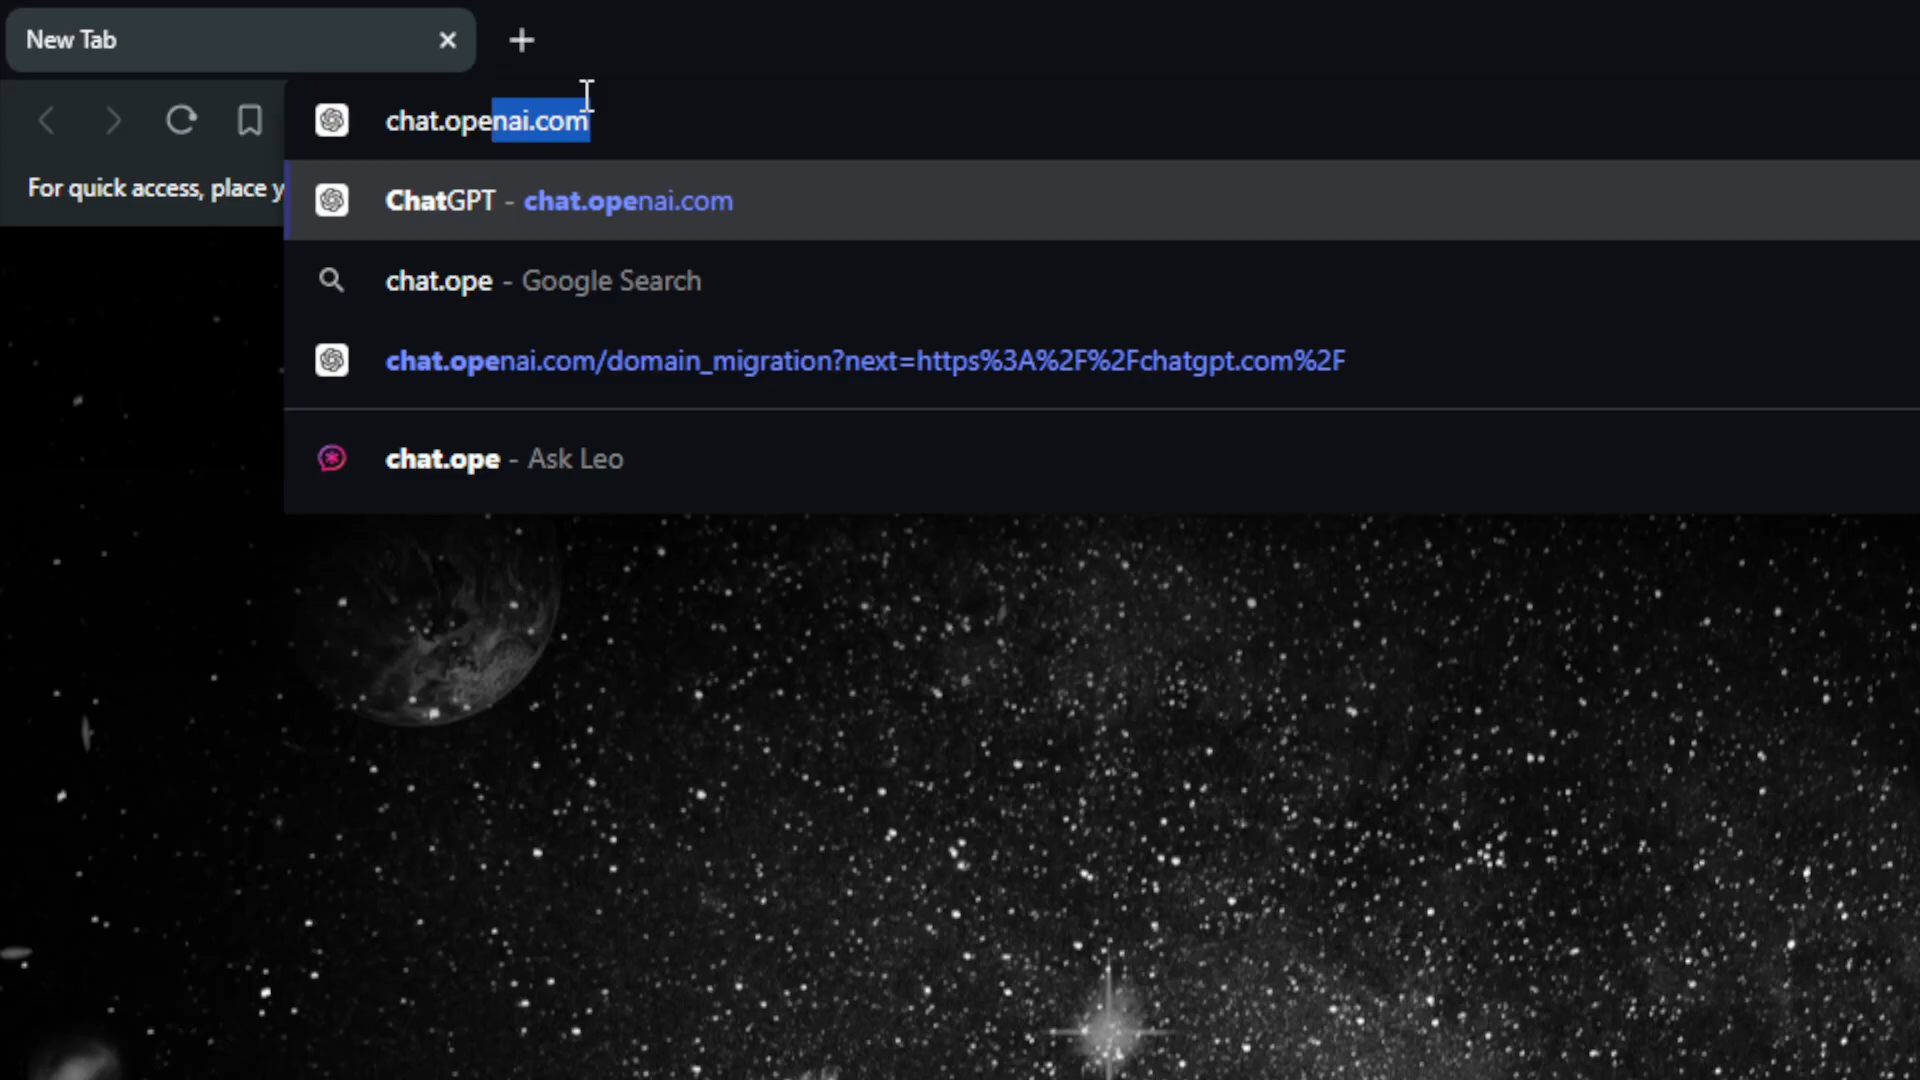 New Tab
chat.openai.com
For quick access, place y
ChatGPT - chat.openai.com
chat.ope - Google Search
chat.openai.com/domain_migration?next=https%3A%2F%2Fchatgpt.com%2F
chat.ope - Ask Leo